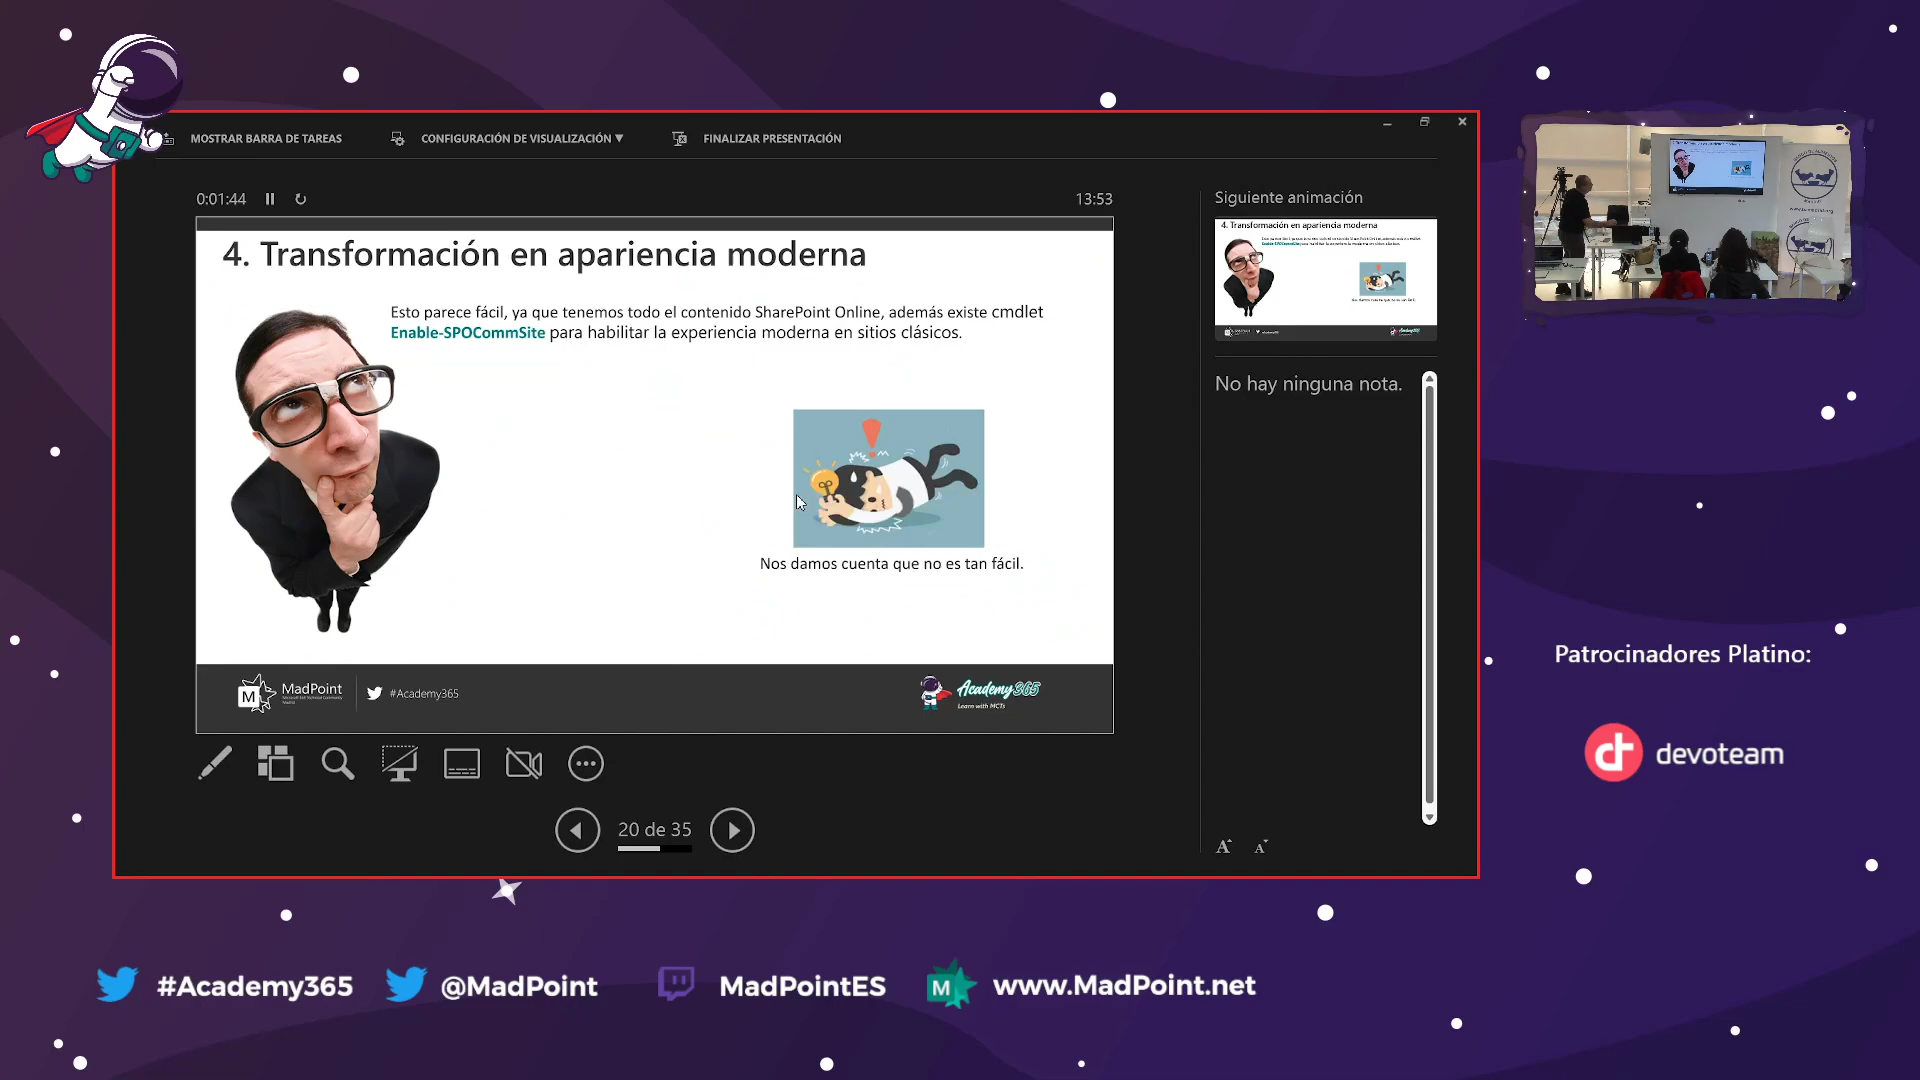 MOSTRAR BARRA DE TAREAS
CONFIGURACIÓN DE VISUALIZACIÓN ▼
FINALIZAR PRESENTACIÓN
0:01:44
13:53
4. Transformación en apariencia moderna
Esto parece fácil, ya que tenemos todo el contenido SharePoint Online, además existe cmdlet
Enable-SPOCommSite para habilitar la experiencia moderna en sitios clásicos.
Nos damos cuenta que no es tan fácil.
M MadPoint
#Academy365
Academy365
Learn with MCTs
20 de 35
Siguiente animación
4. Transformación en apariencia moderna
No hay ninguna nota.
A A
Patrocinadores Platino:
devoteam
#Academy365
@MadPoint
MadPointES
M
www.MadPoint.net